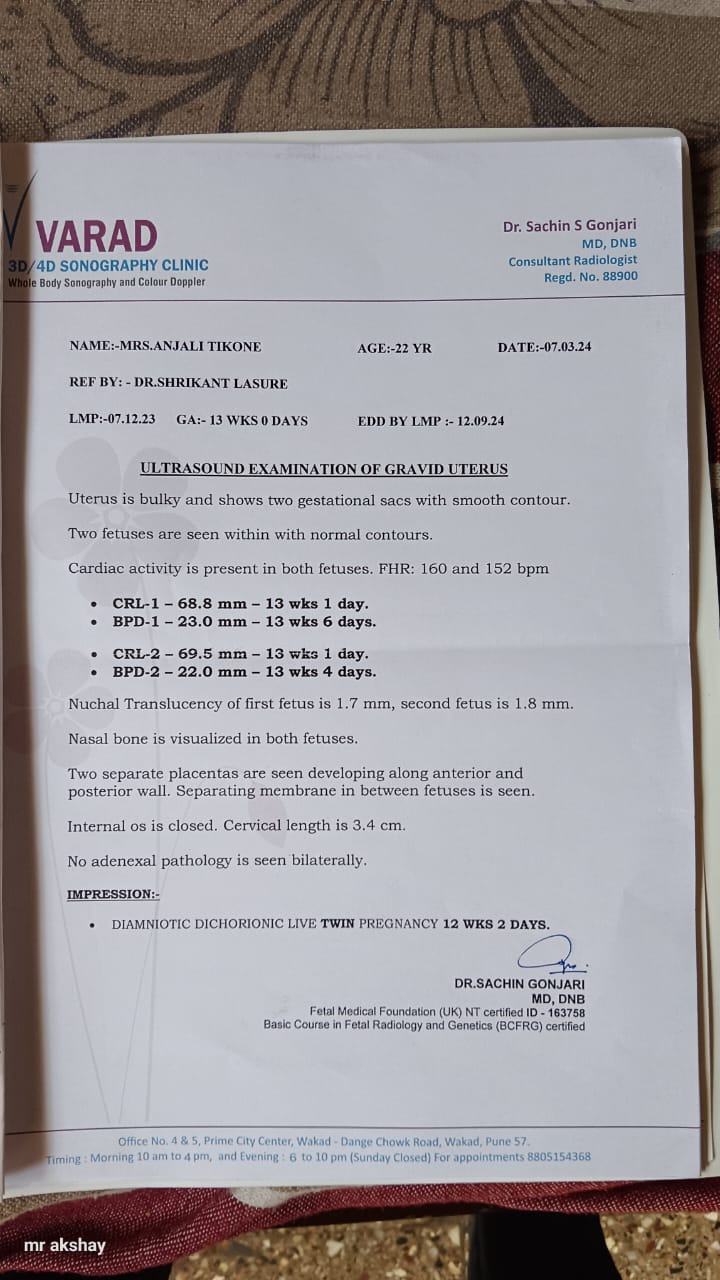 VARAD
3D/4D SONOGRAPHY CLINIC
Whole Body Sonography and Colour Doppler
Dr. Sachin S Gonjari
MD, DNB
Consultant Radiologist
Regd. No. 88900
NAME:-MRS.ANJALI TIKONE AGE:-22 YR DATE:-07.03.24
REF BY: - DR.SHRIKANT LASURE
LMP:-07.12.23 GA:- 13 WKS 0 DAYS EDD BY LMP :- 12.09.24
ULTRASOUND EXAMINATION OF GRAVID UTERUS
Uterus is bulky and shows two gestational sacs with smooth contour.
Two fetuses are seen within with normal contours.
Cardiac activity is present in both fetuses. FHR: 160 and 152 bpm
• CRL-1 – 68.8 mm – 13 wks 1 day.
• BPD-1 – 23.0 mm – 13 wks 6 days.
• CRL-2 – 69.5 mm – 13 wks 1 day.
• BPD-2 – 22.0 mm – 13 wks 4 days.
Nuchal Translucency of first fetus is 1.7 mm, second fetus is 1.8 mm.
Nasal bone is visualized in both fetuses.
Two separate placentas are seen developing along anterior and
posterior wall. Separating membrane in between fetuses is seen.
Internal os is closed. Cervical length is 3.4 cm.
No adenexal pathology is seen bilaterally.
IMPRESSION:-
• DIAMNIOTIC DICHORIONIC LIVE TWIN PREGNANCY 12 WKS 2 DAYS.
DR.SACHIN GONJARI
MD, DNB
Fetal Medical Foundation (UK) NT certified ID - 163758
Basic Course in Fetal Radiology and Genetics (BCFRG) certified
Office No. 4 & 5, Prime City Center, Wakad - Dange Chowk Road, Wakad, Pune 57.
Timing : Morning 10 am to 4 pm, and Evening : 6 to 10 pm (Sunday Closed) For appointments 8805154368
mr akshay